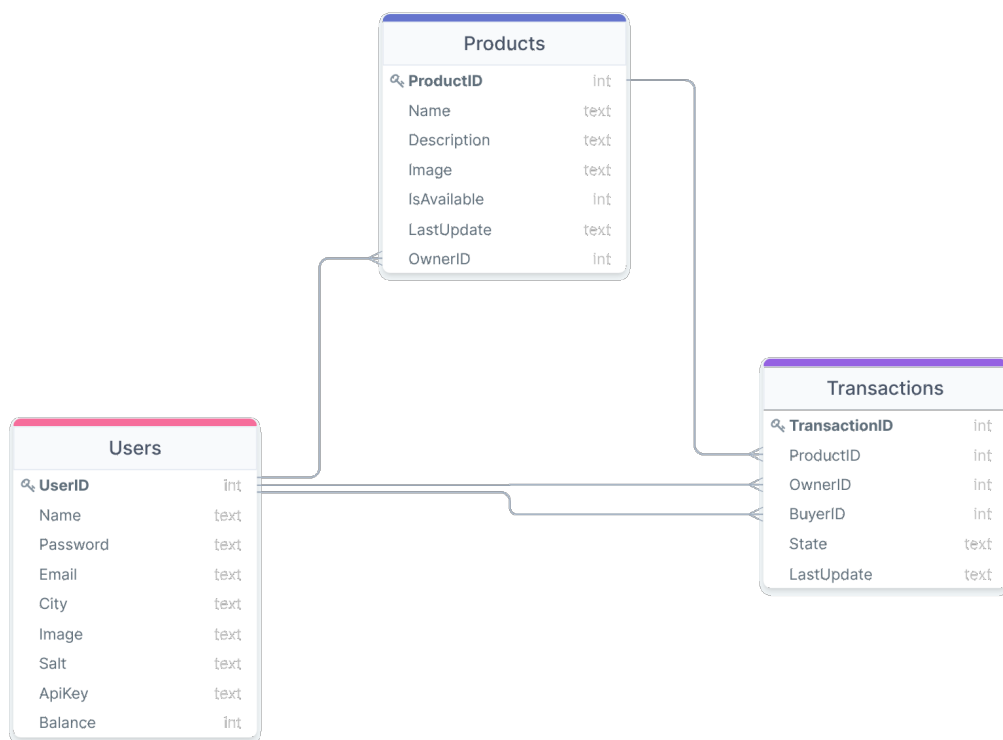 Products
ProductID int
Name text
Description text
Image text
IsAvailable int
LastUpdate text
OwnerID int
Transactions
TransactionID int
ProductID int
OwnerID int
BuyerID int
State text
LastUpdate text
Users
UserID int
Name text
Password text
Email text
City text
Image text
Salt text
ApiKey text
Balance int